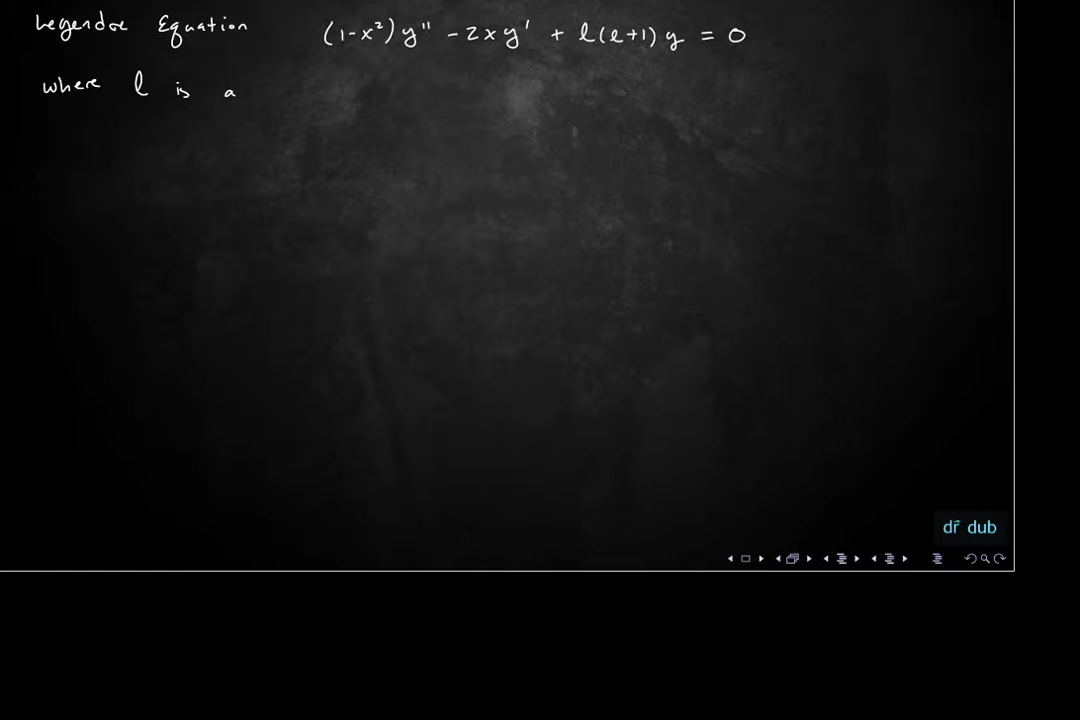 Legendre Equation (1-x²)y'' - 2xy' + l(l+1)y = 0
where l is a
dr dub